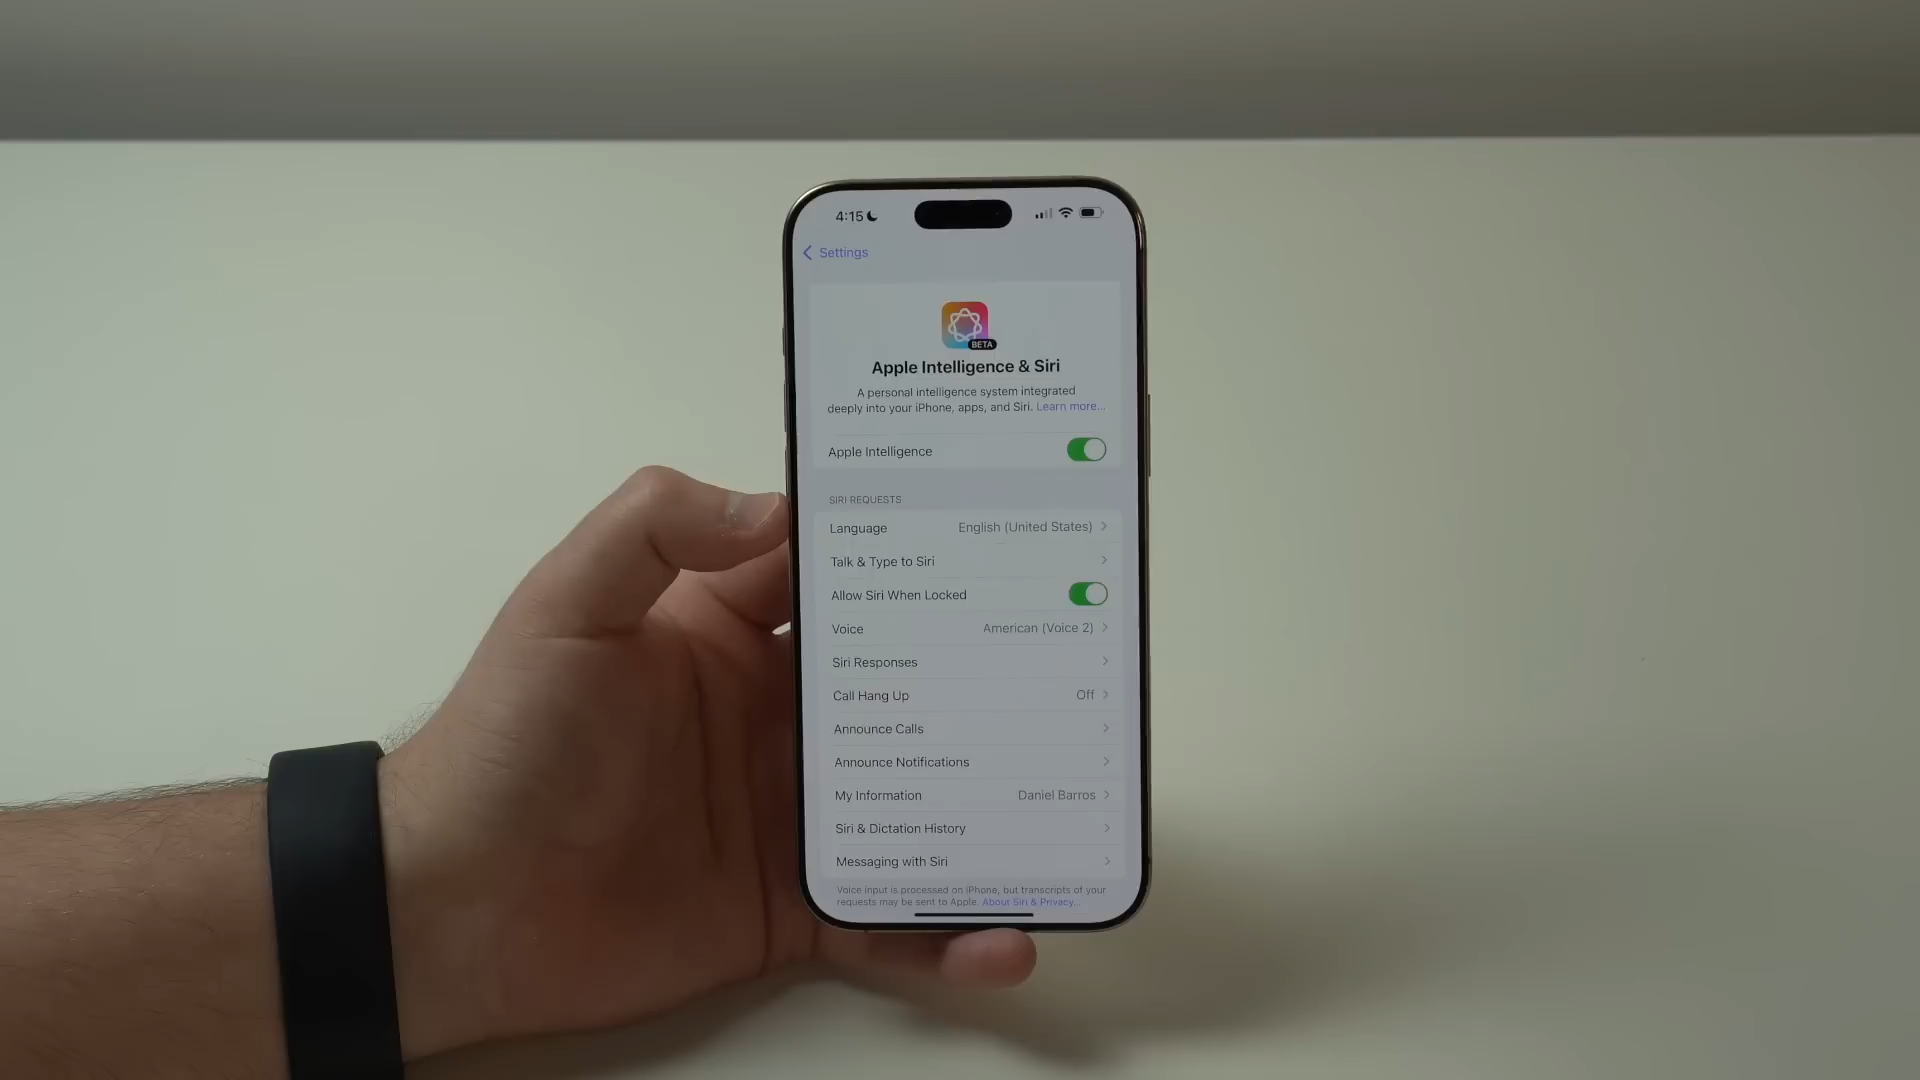 4:15
Settings
BETA
Apple Intelligence & Siri
A personal intelligence system integrated
deeply into your iPhone, apps, and Siri. Learn more...
Apple Intelligence
SIRI REQUESTS
Language English (United States)
Talk & Type to Siri
Allow Siri When Locked
Voice American (Voice 2)
Siri Responses
Call Hang Up Off
Announce Calls
Announce Notifications
My Information Daniel Barros
Siri & Dictation History
Messaging with Siri
Voice input is processed on iPhone, but transcripts of your
requests may be sent to Apple. About Siri & Privacy...